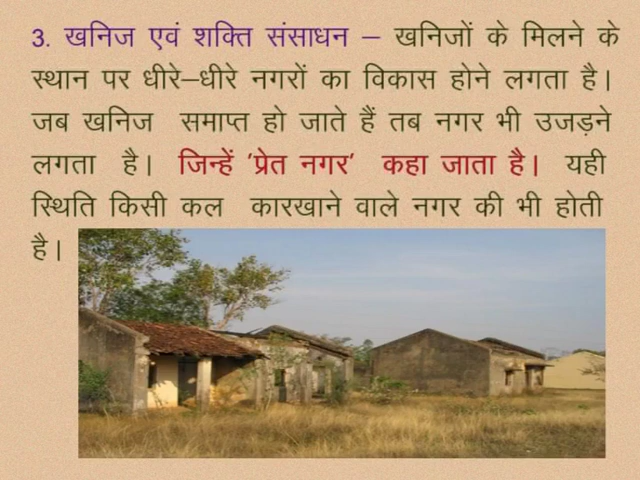 3. खनिज एवं शक्ति संसाधन – खनिजों के मिलने के
स्थान पर धीरे–धीरे नगरों का विकास होने लगता है।
जब खनिज समाप्त हो जाते हैं तब नगर भी उजड़ने
लगता है। जिन्हें 'प्रेत नगर' कहा जाता है। यही
स्थिति किसी कल कारखाने वाले नगर की भी होती
है।